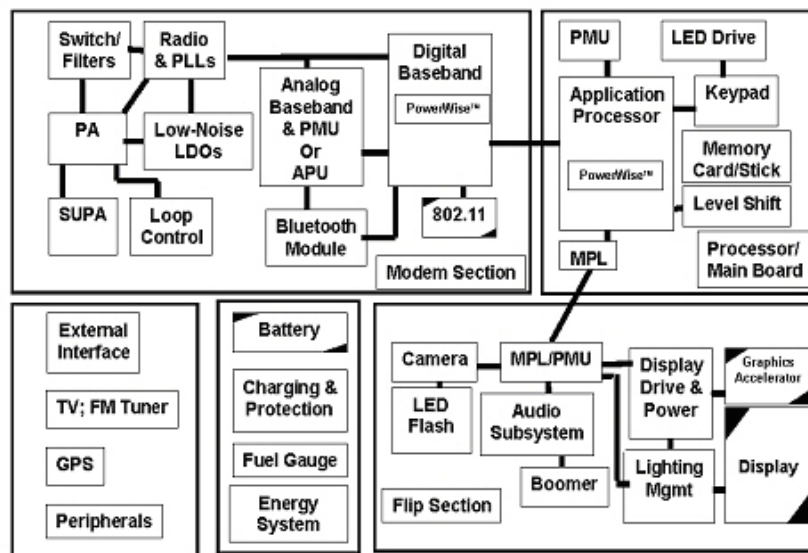 Switch/
Filters
Radio
& PLLs
PA
Low-Noise
LDOs
SUPA
Loop
Control
Analog
Baseband
& PMU
Or
APU
Bluetooth
Module
Digital
Baseband
PowerWise™
802.11
Modem Section
PMU
LED Drive
Application
Processor
PowerWise™
Keypad
Memory
Card/Stick
Level Shift
MPL
Processor/
Main Board
External
Interface
TV; FM Tuner
GPS
Peripherals
Battery
Charging &
Protection
Fuel Gauge
Energy
System
Camera
LED
Flash
MPL/PMU
Audio
Subsystem
Boomer
Flip Section
Display
Drive &
Power
Lighting
Mgmt
Graphics
Accelerator
Display